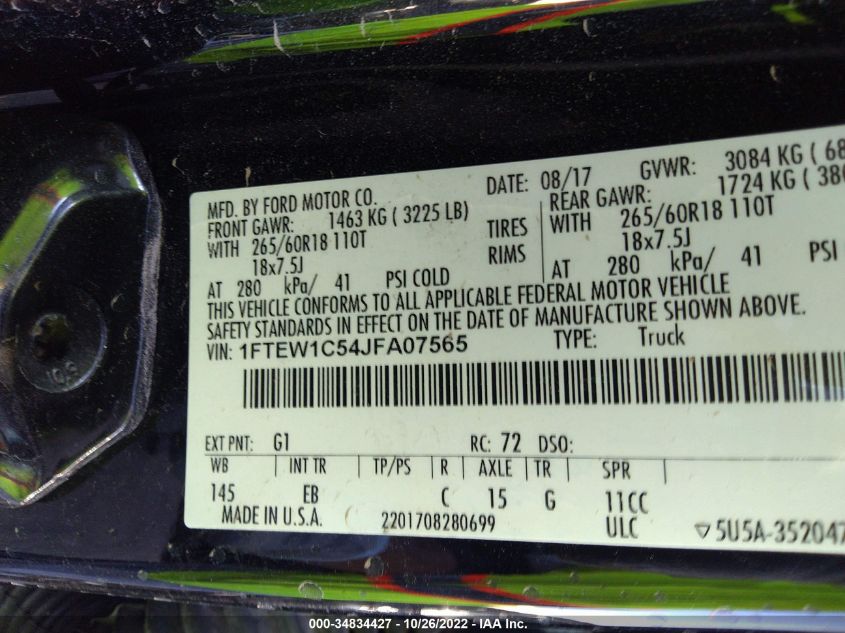 MFD. BY FORD MOTOR CO.
DATE: 08/17 GVWR: 3084 KG ( 68
FRONT GAWR: 1463 KG ( 3225 LB)
REAR GAWR: 1724 KG ( 380
WITH 265/60R18 110T TIRES WITH 265/60R18 110T
18x7.5J RIMS 18x7.5J
AT 280 kPa/ 41 PSI COLD AT 280 kPa/ 41 PSI
THIS VEHICLE CONFORMS TO ALL APPLICABLE FEDERAL MOTOR VEHICLE
SAFETY STANDARDS IN EFFECT ON THE DATE OF MANUFACTURE SHOWN ABOVE.
VIN: 1FTEW1C54JFA07565 TYPE: Truck
EXT PNT: G1 RC: 72 DSO:
WB INT TR TP/PS R AXLE TR SPR
145 EB C 15 G 11CC
MADE IN U.S.A. 2201708280699 ULC 5U5A-352047
000-34834427 - 10/26/2022 - IAA Inc.